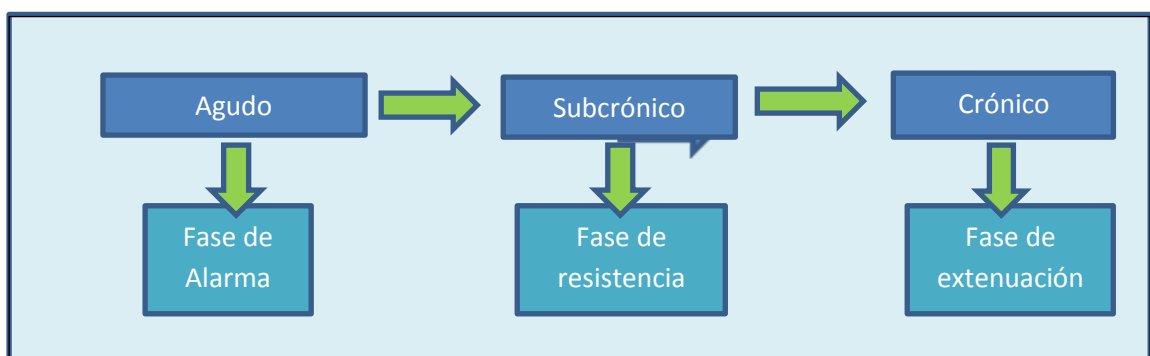 Agudo
Subcrónico
Crónico
Fase de
Alarma
Fase de
resistencia
Fase de
extenuación